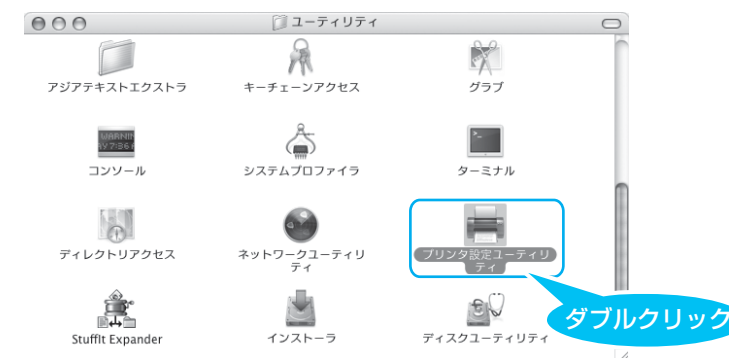 ユーティリティ
アジアテキストエクストラ
キーチェーンアクセス
グラブ
WARNIN
AY 7:36
コンソール
システムプロファイラ
ターミナル
ディレクトリアクセス
ネットワークユーティリ
ティ
プリンタ設定ユーティリ
ティ
ダブルクリック
StuffIt Expander
インストーラ
ディスクユーティリティ